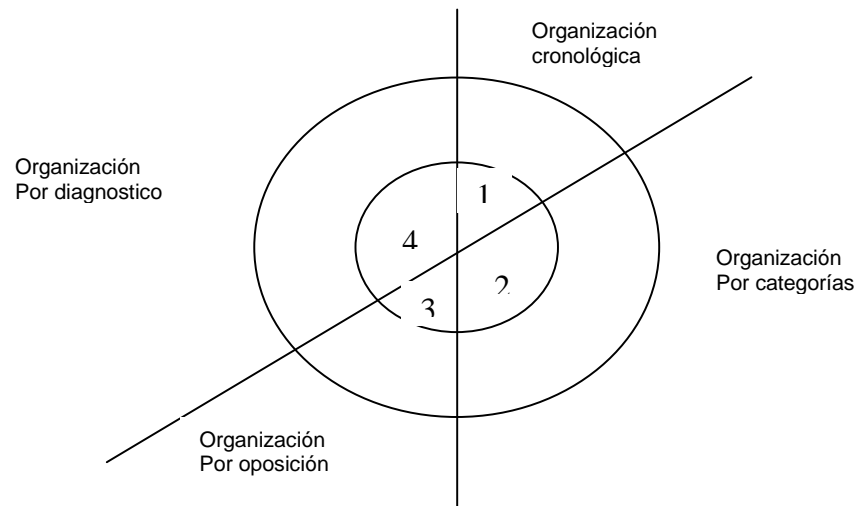 Organización
cronológica
Organización
Por diagnostico
1
4
Organización
Por categorías
2
3
Organización
Por oposición